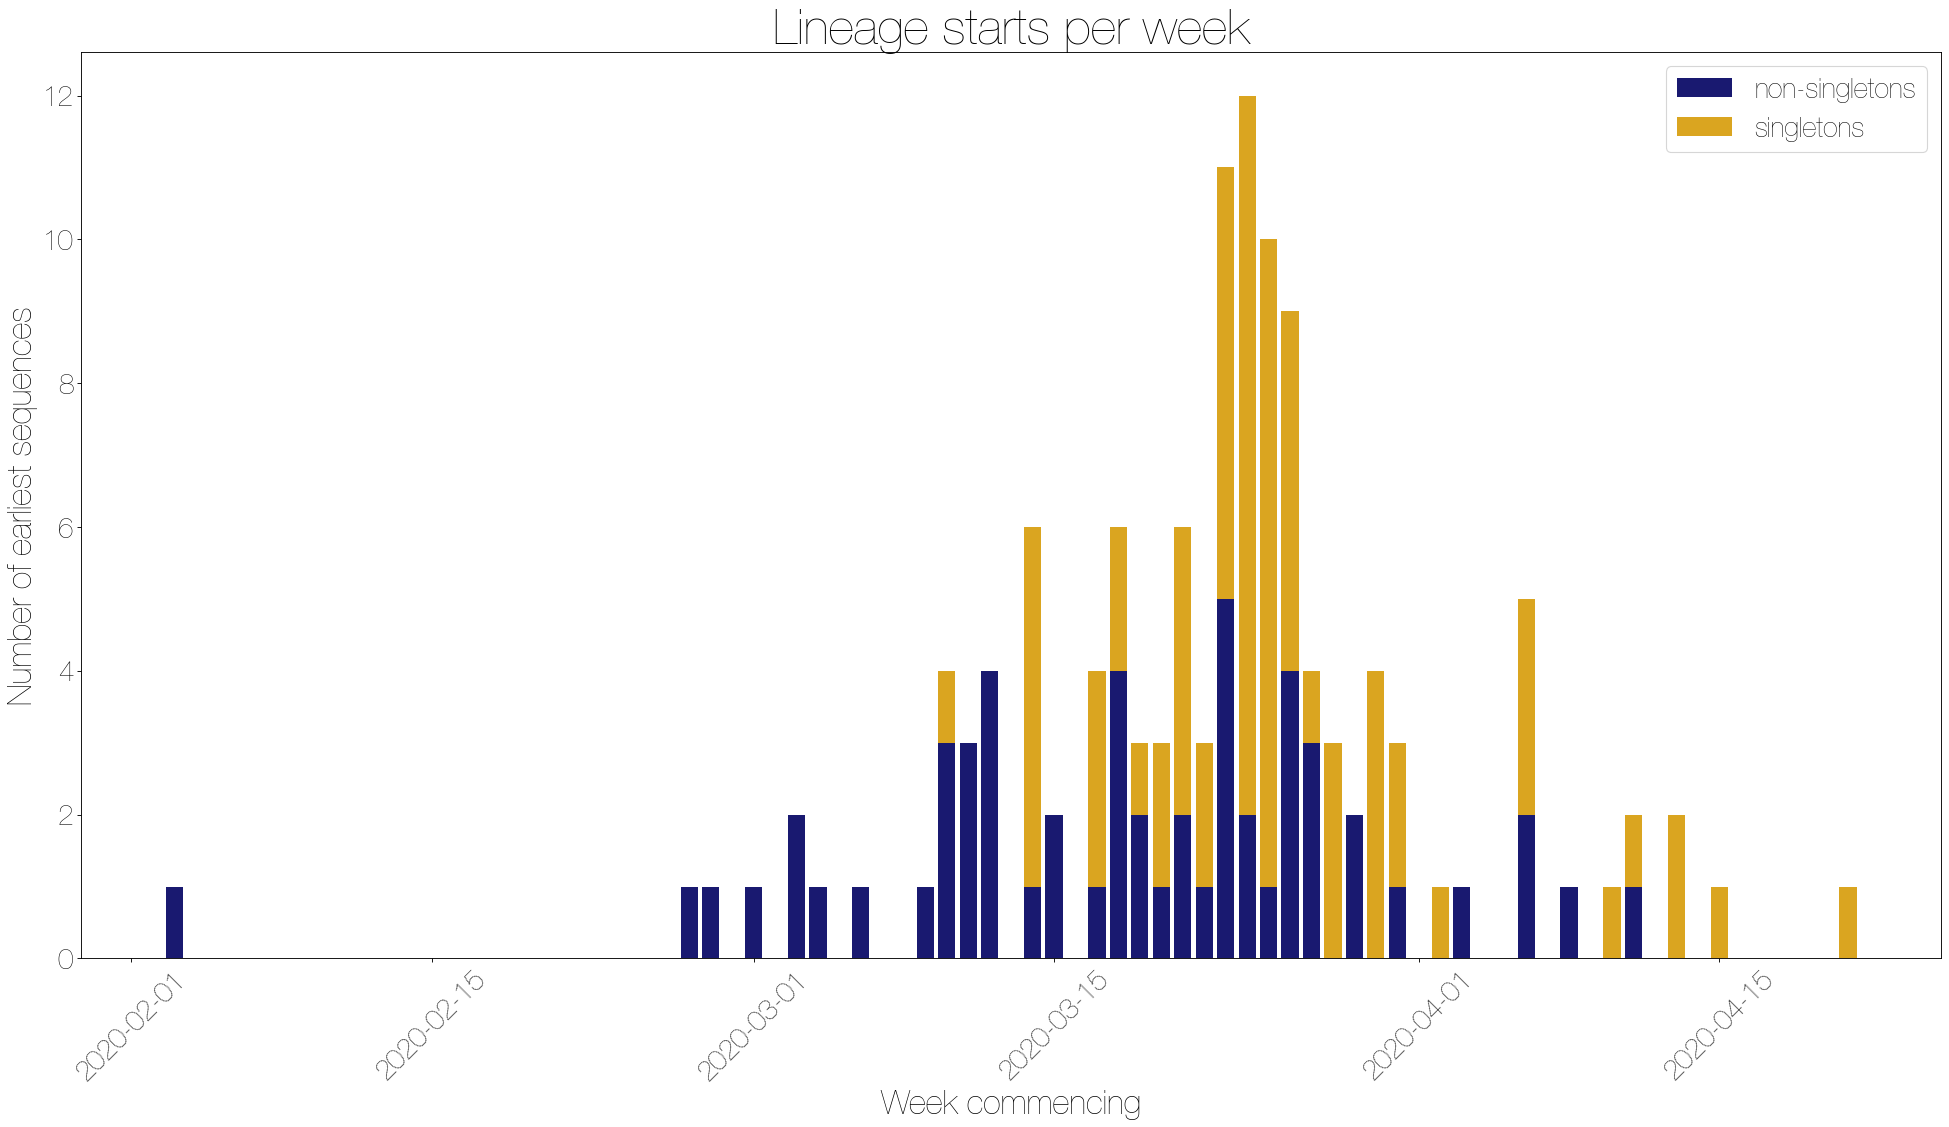 Lineage starts per week
non-singletons
singletons
Number of earliest sequences
12
10
8
6
4
2
0
2020-02-01
2020-02-15
2020-03-01
2020-03-15
2020-04-01
2020-04-15
Week commencing